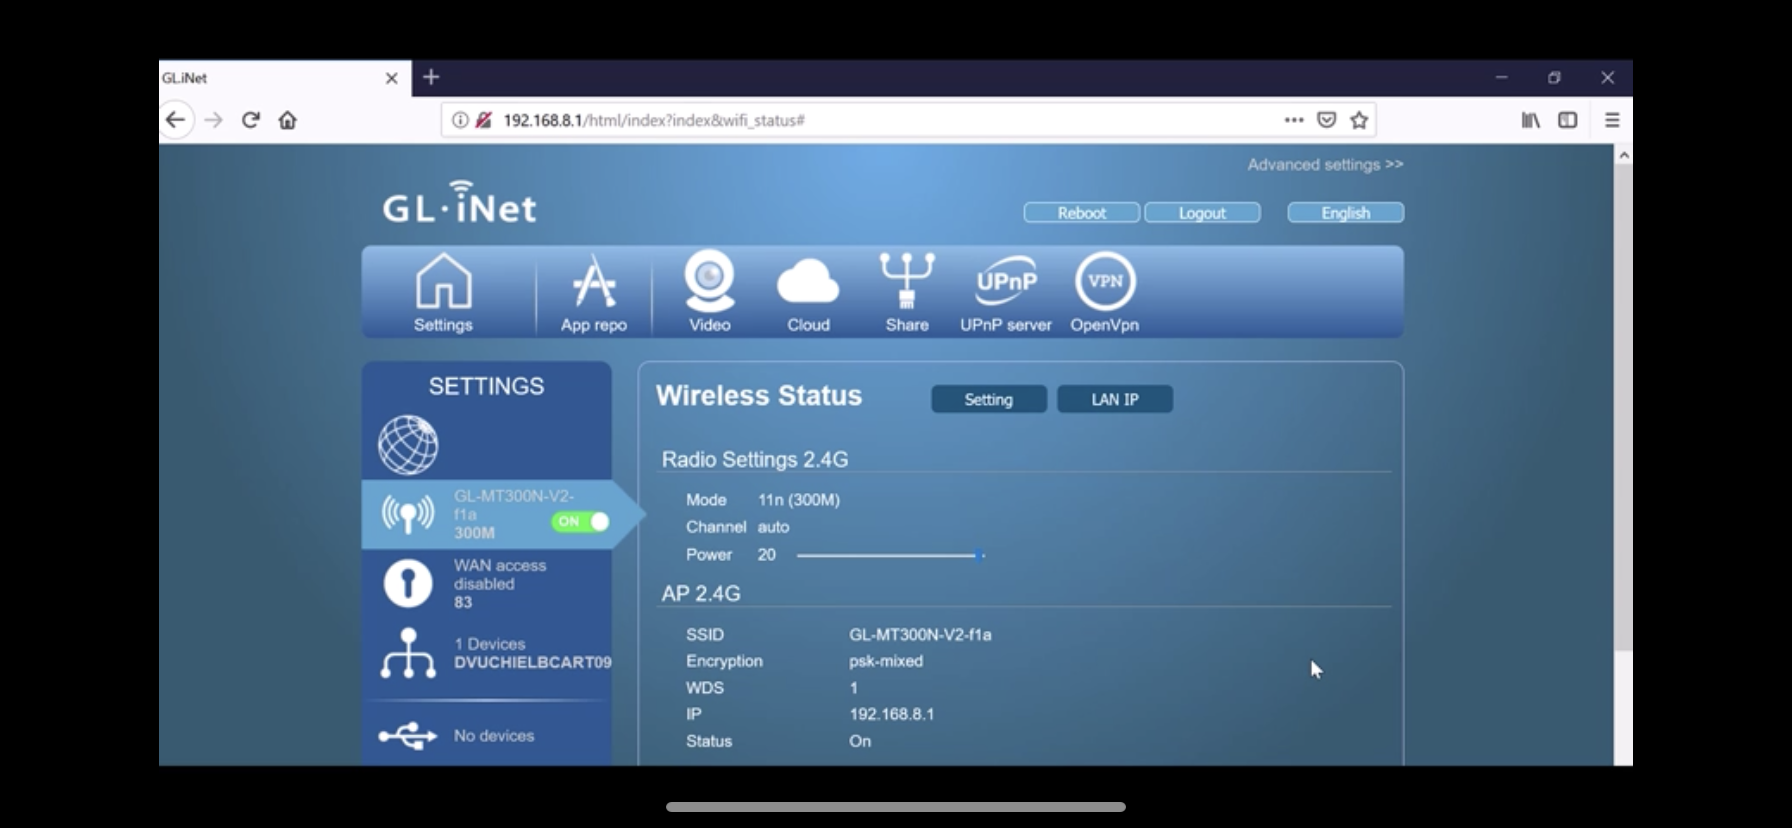 GL.iNet
192.168.8.1/html/index?index&wifi_status#
Advanced settings >>
GL·iNet
Reboot Logout English
UPnP VPN
Settings App repo Video Cloud Share UPnP server OpenVpn
SETTINGS
GL-MT300N-V2-
f1a
300M
ON
WAN access
disabled
83
1 Devices
DVUCHIELBCART09
No devices
Wireless Status Setting LAN IP
Radio Settings 2.4G
Mode 11n (300M)
Channel auto
Power 20
AP 2.4G
SSID GL-MT300N-V2-f1a
Encryption psk-mixed
WDS 1
IP 192.168.8.1
Status On